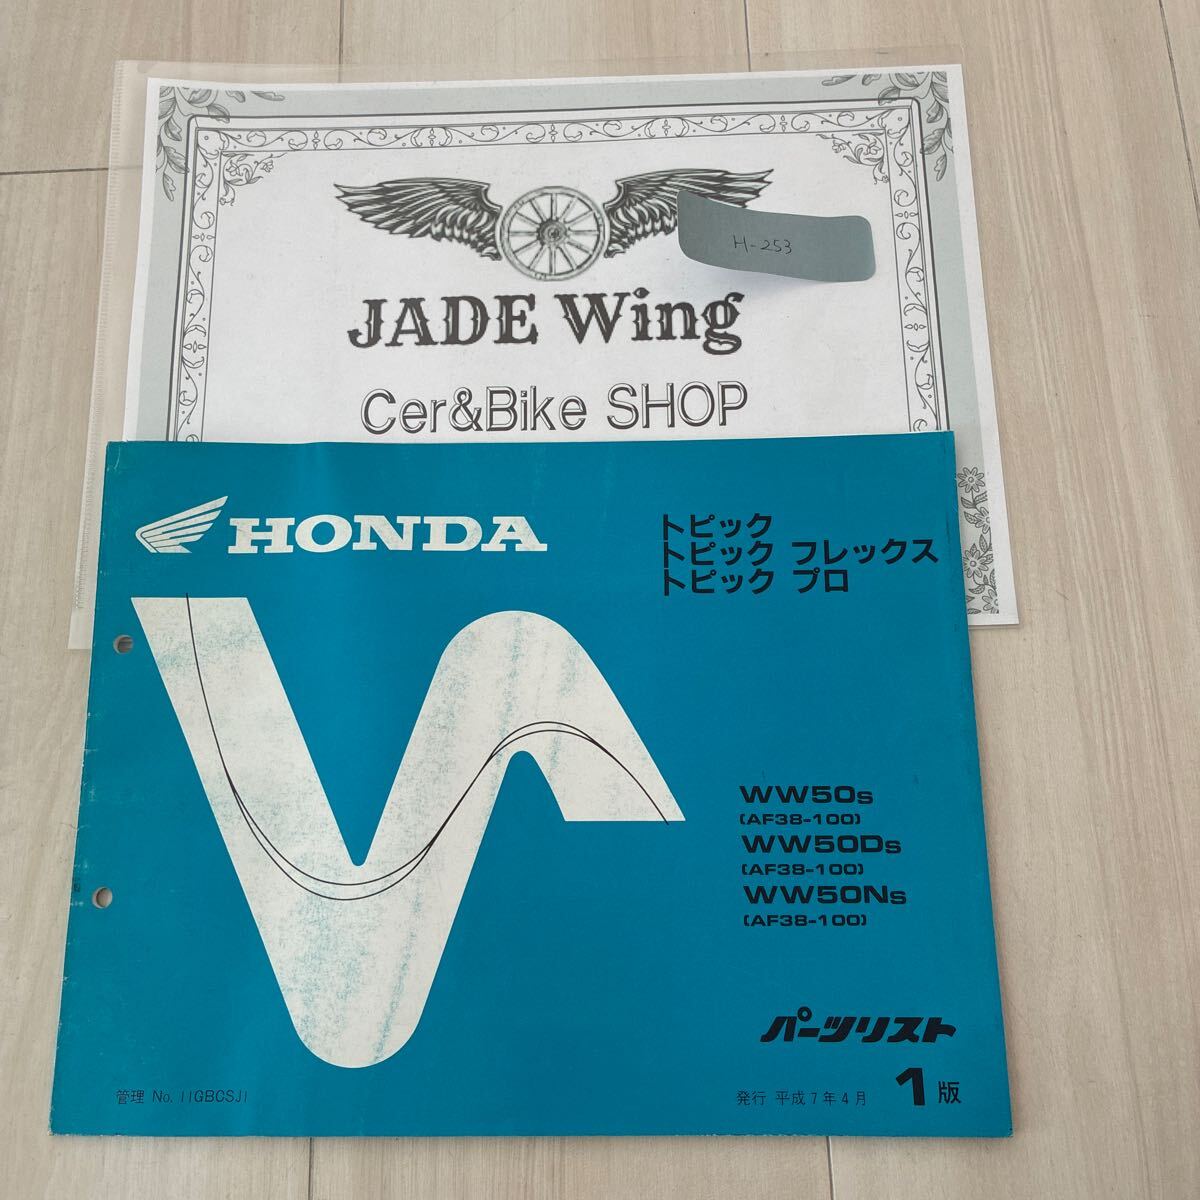 H-253
JADE Wing
Cer&Bike SHOP
HONDA
トピック
トピック フレックス
トピック プロ
WW50s
(AF38-100)
WW50Ds
(AF38-100)
WW50Ns
(AF38-100)
パーツリスト
管理 No. 11GBCSJ1
発行 平成7年4月 1版